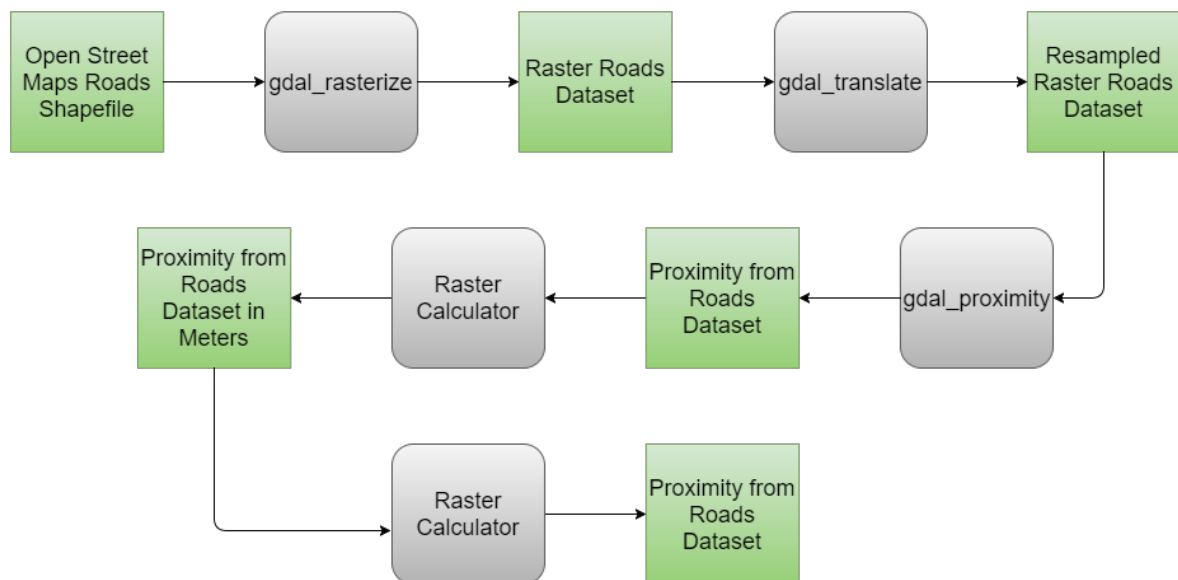 Open Street
Maps Roads
Shapefile
gdal_rasterize
Raster Roads
Dataset
gdal_translate
Resampled
Raster Roads
Dataset
gdal_proximity
Proximity from
Roads
Dataset
Raster
Calculator
Proximity from
Roads
Dataset in
Meters
Raster
Calculator
Proximity from
Roads
Dataset